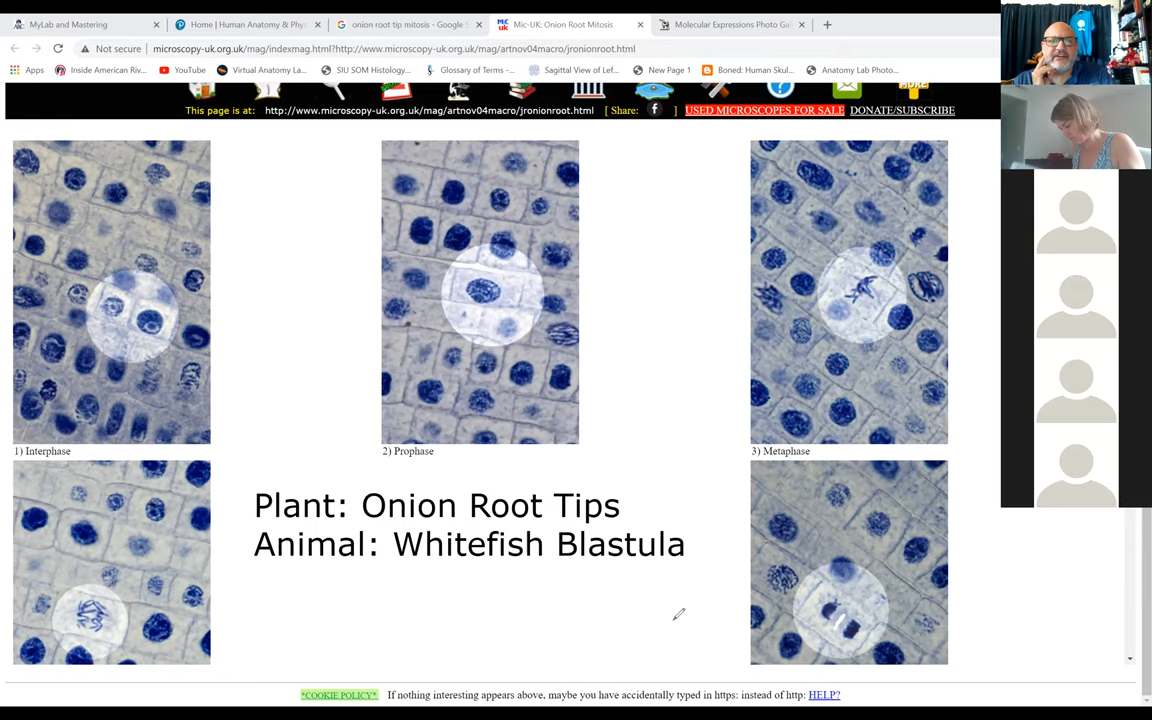 MyLab and Mastering
Home | Human Anatomy & Phys
onion root tip mitosis - Google S
Mic-UK: Onion Root Mitosis
Molecular Expressions Photo Gal
Not secure
microscopy-uk.org.uk/mag/indexmag.html?http://www.microscopy-uk.org.uk/mag/artnov04macro/jronionroot.html
Apps
Inside American Riv...
YouTube
Virtual Anatomy La...
SIU SOM Histology...
Glossary of Terms -...
Sagittal View of Lef...
New Page 1
Boned: Human Skul...
Anatomy Lab Photo...
This page is at: http://www.microscopy-uk.org.uk/mag/artnov04macro/jronionroot.html [ Share: f ] USED MICROSCOPES FOR SALE DONATE/SUBSCRIBE
1) Interphase
2) Prophase
3) Metaphase
Plant: Onion Root Tips
Animal: Whitefish Blastula
*COOKIE POLICY* If nothing interesting appears above, maybe you have accidentally typed in https: instead of http: HELP?